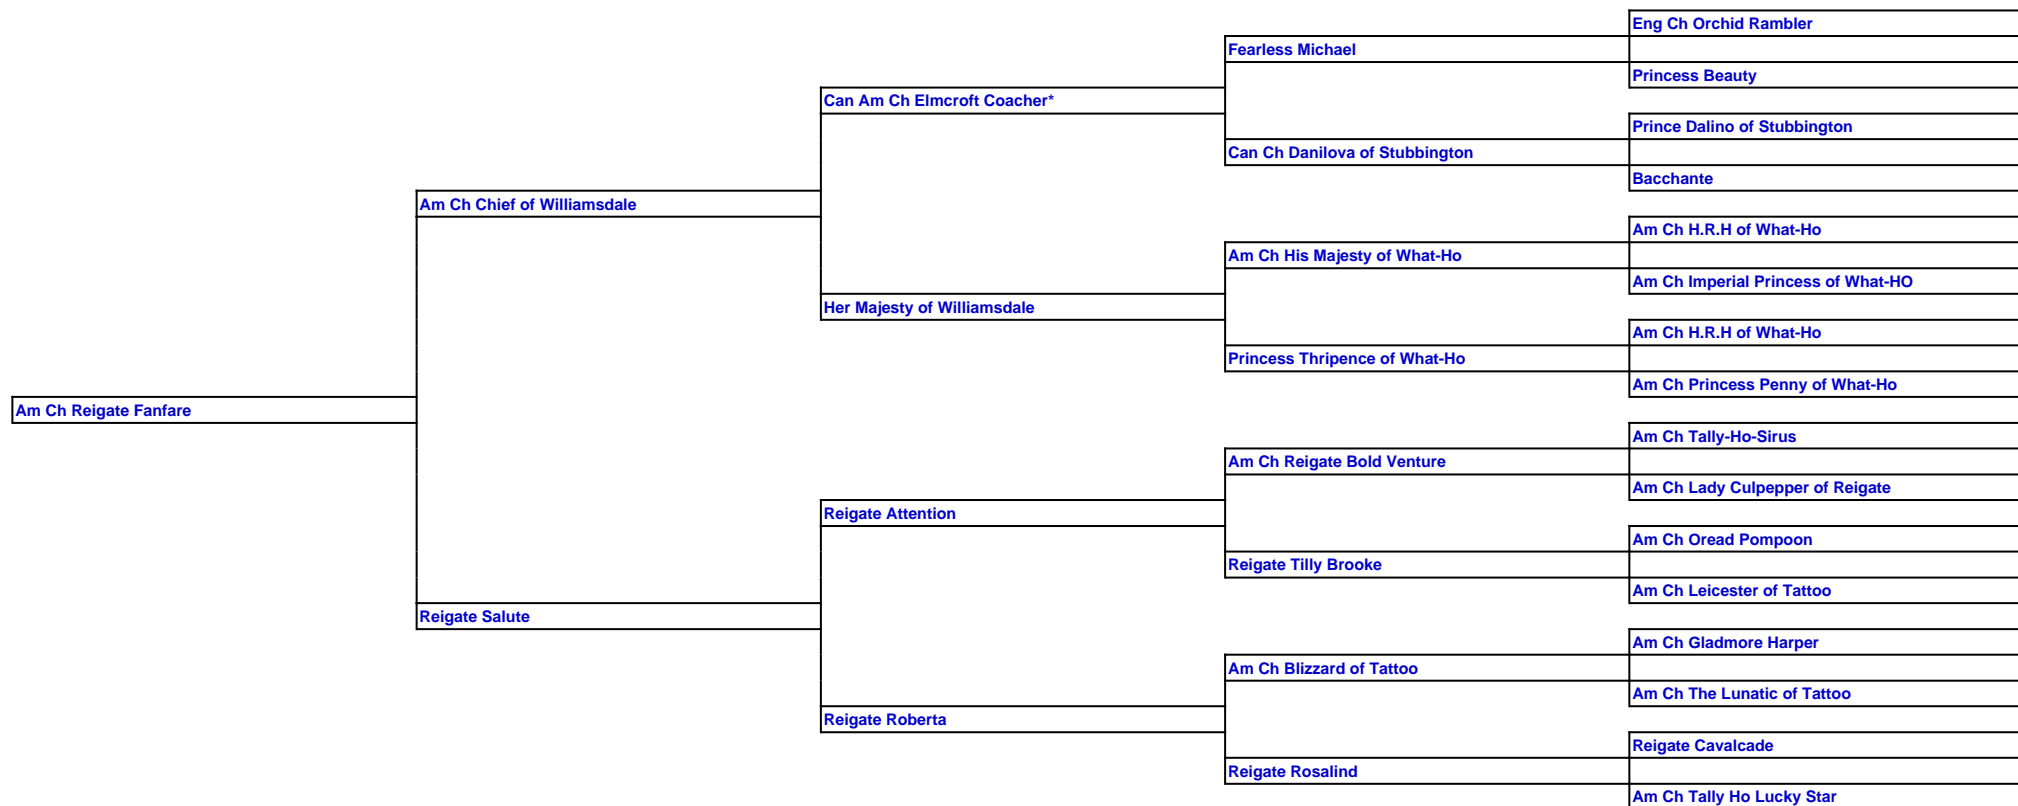 Eng Ch Orchid Rambler
Fearless Michael
Princess Beauty
Can Am Ch Elmcroft Coacher*
Prince Dalino of Stubbington
Can Ch Danilova of Stubbington
Bacchante
Am Ch Chief of Williamsdale
Am Ch H.R.H of What-Ho
Am Ch His Majesty of What-Ho
Am Ch Imperial Princess of What-HO
Her Majesty of Williamsdale
Am Ch H.R.H of What-Ho
Princess Thripence of What-Ho
Am Ch Princess Penny of What-Ho
Am Ch Reigate Fanfare
Am Ch Tally-Ho-Sirus
Am Ch Reigate Bold Venture
Am Ch Lady Culpepper of Reigate
Reigate Attention
Am Ch Oread Pompoon
Reigate Tilly Brooke
Am Ch Leicester of Tattoo
Reigate Salute
Am Ch Gladmore Harper
Am Ch Blizzard of Tattoo
Am Ch The Lunatic of Tattoo
Reigate Roberta
Reigate Cavalcade
Reigate Rosalind
Am Ch Tally Ho Lucky Star